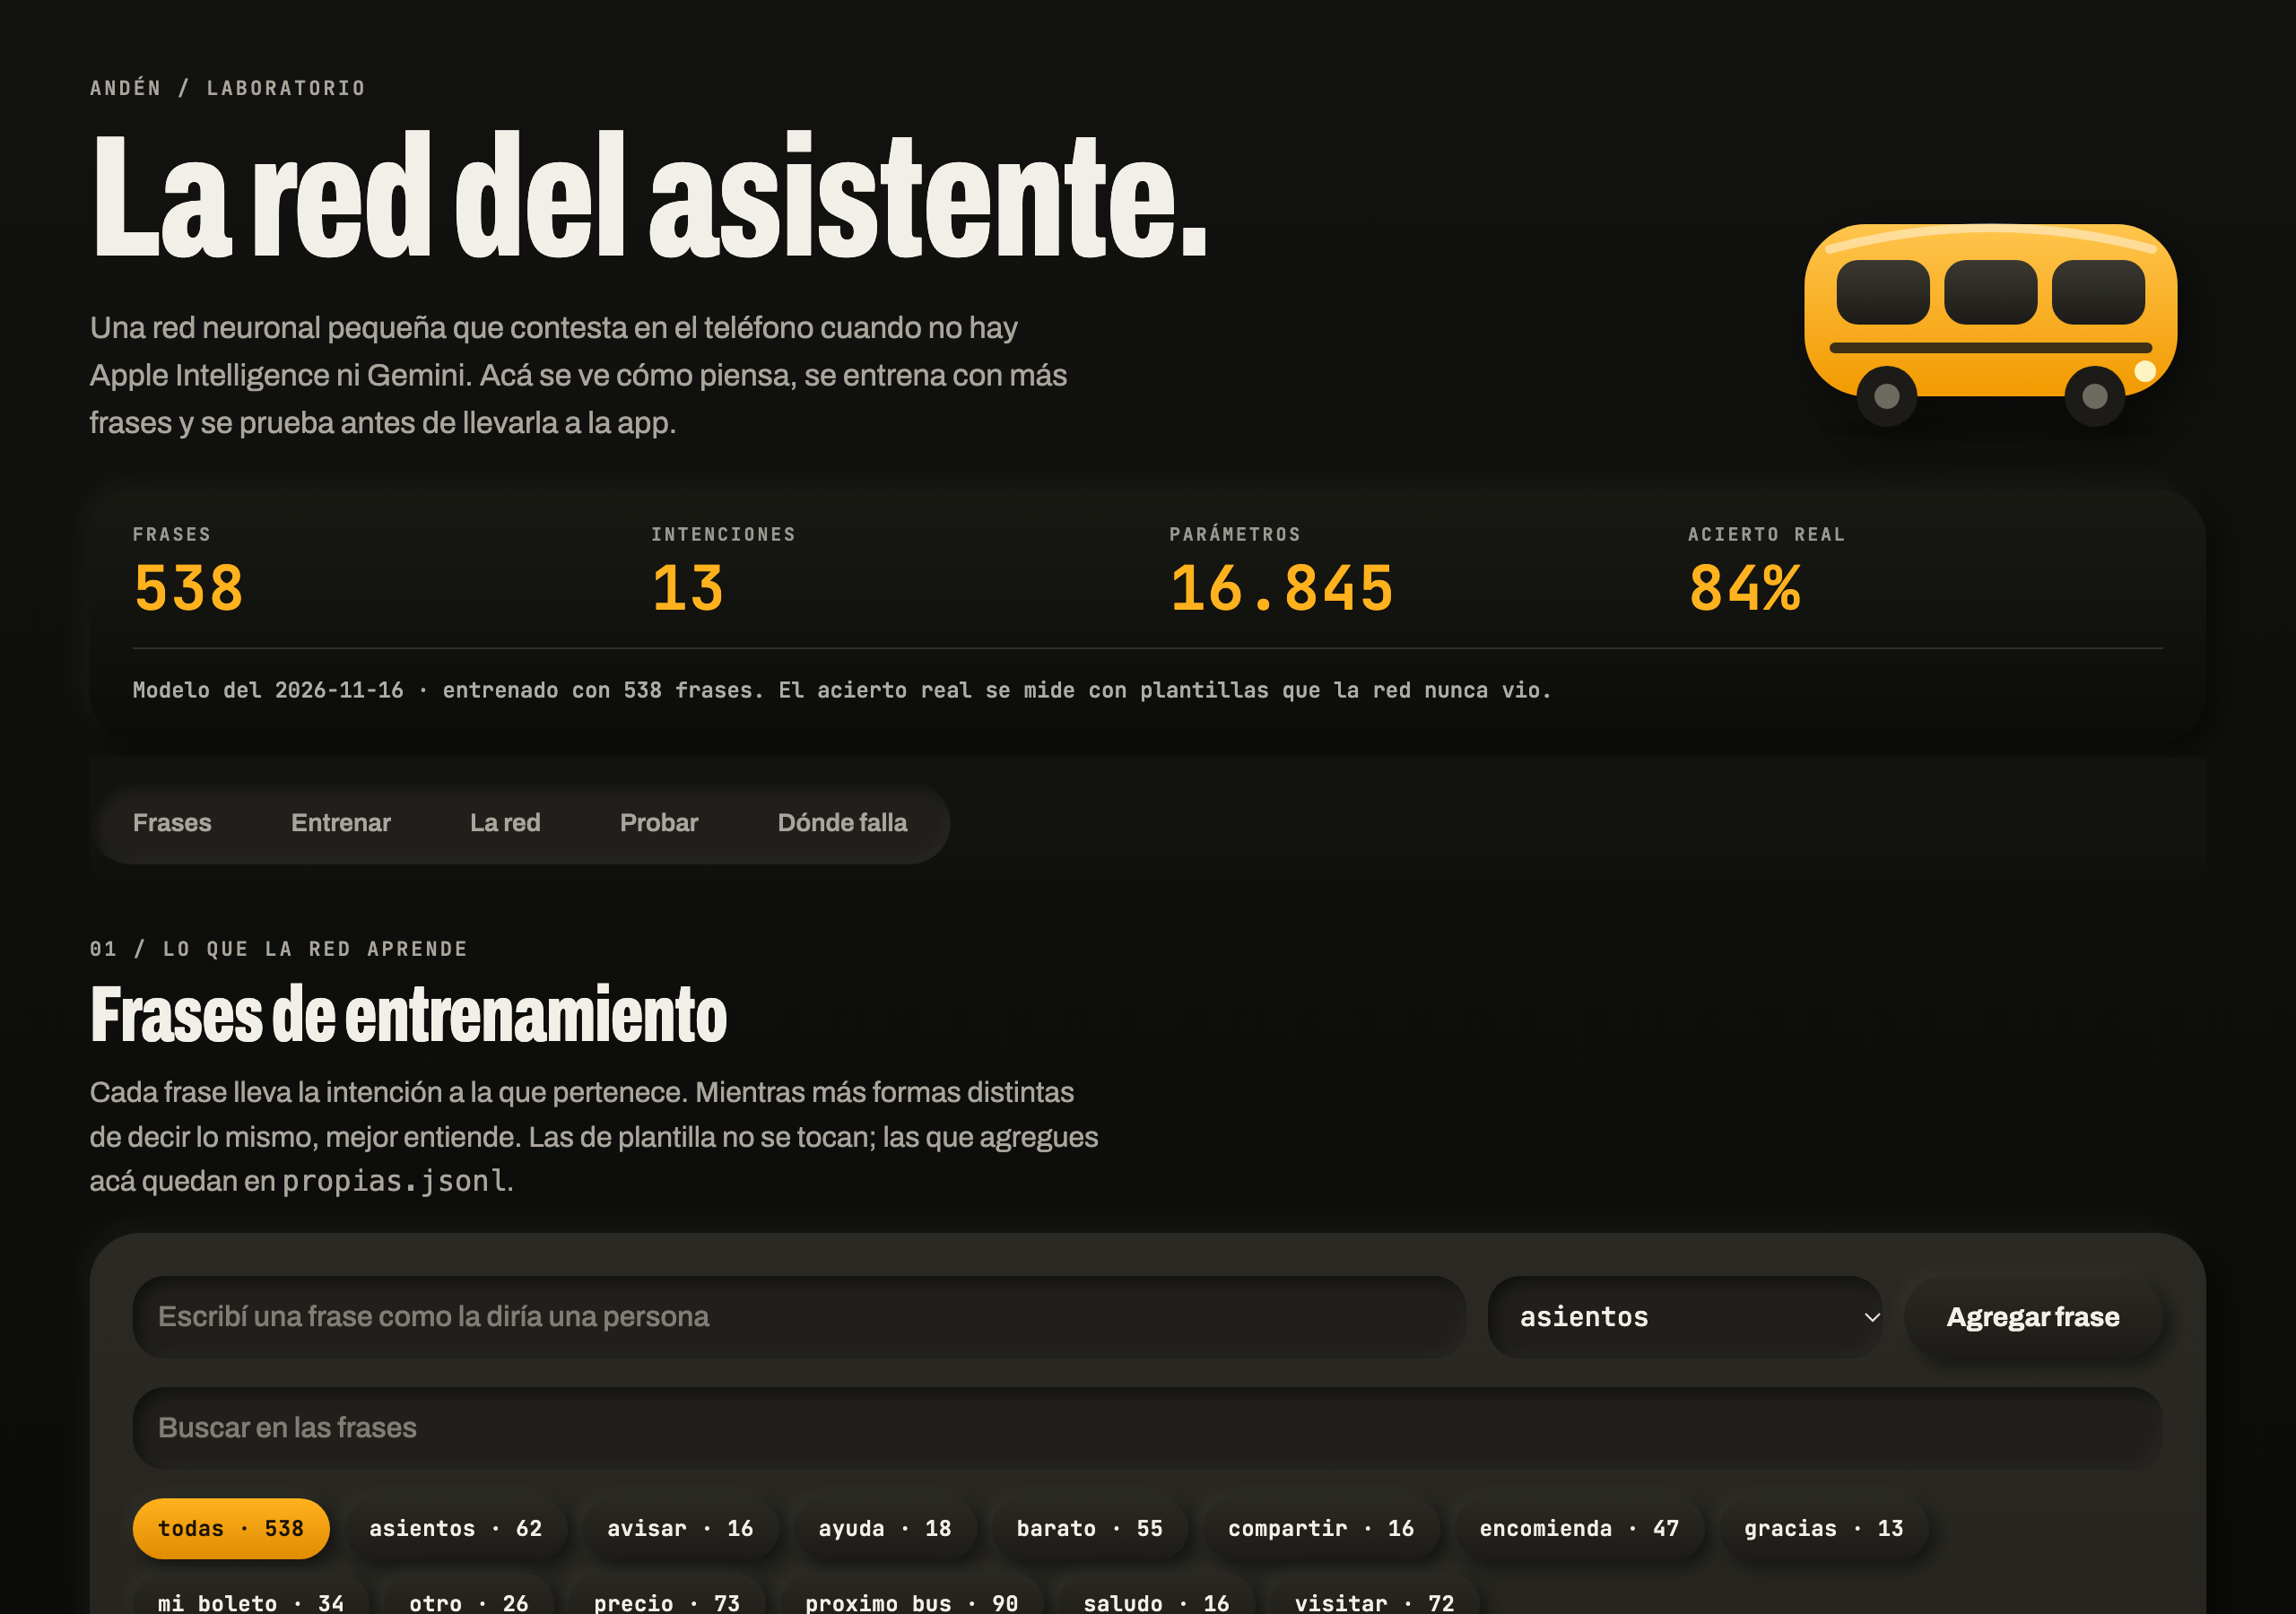 ANDÉN / LABORATORIO
La red del asistente.
Una red neuronal pequeña que contesta en el teléfono cuando no hay
Apple Intelligence ni Gemini. Acá se ve cómo piensa, se entrena con más
frases y se prueba antes de llevarla a la app.
FRASES INTENCIONES PARÁMETROS ACIERTO REAL
538 13 16.845 84%
Modelo del 2026-11-16 · entrenado con 538 frases. El acierto real se mide con plantillas que la red nunca vio.
Frases Entrenar La red Probar Dónde falla
01 / LO QUE LA RED APRENDE
Frases de entrenamiento
Cada frase lleva la intención a la que pertenece. Mientras más formas distintas
de decir lo mismo, mejor entiende. Las de plantilla no se tocan; las que agregues
acá quedan en propias.jsonl.
Escribí una frase como la diría una persona asientos Agregar frase
Buscar en las frases
todas · 538 asientos · 62 avisar · 16 ayuda · 18 barato · 55 compartir · 16 encomienda · 47 gracias · 13
mi boleto · 34 otro · 26 precio · 73 proximo bus · 90 saludo · 16 visitar · 72